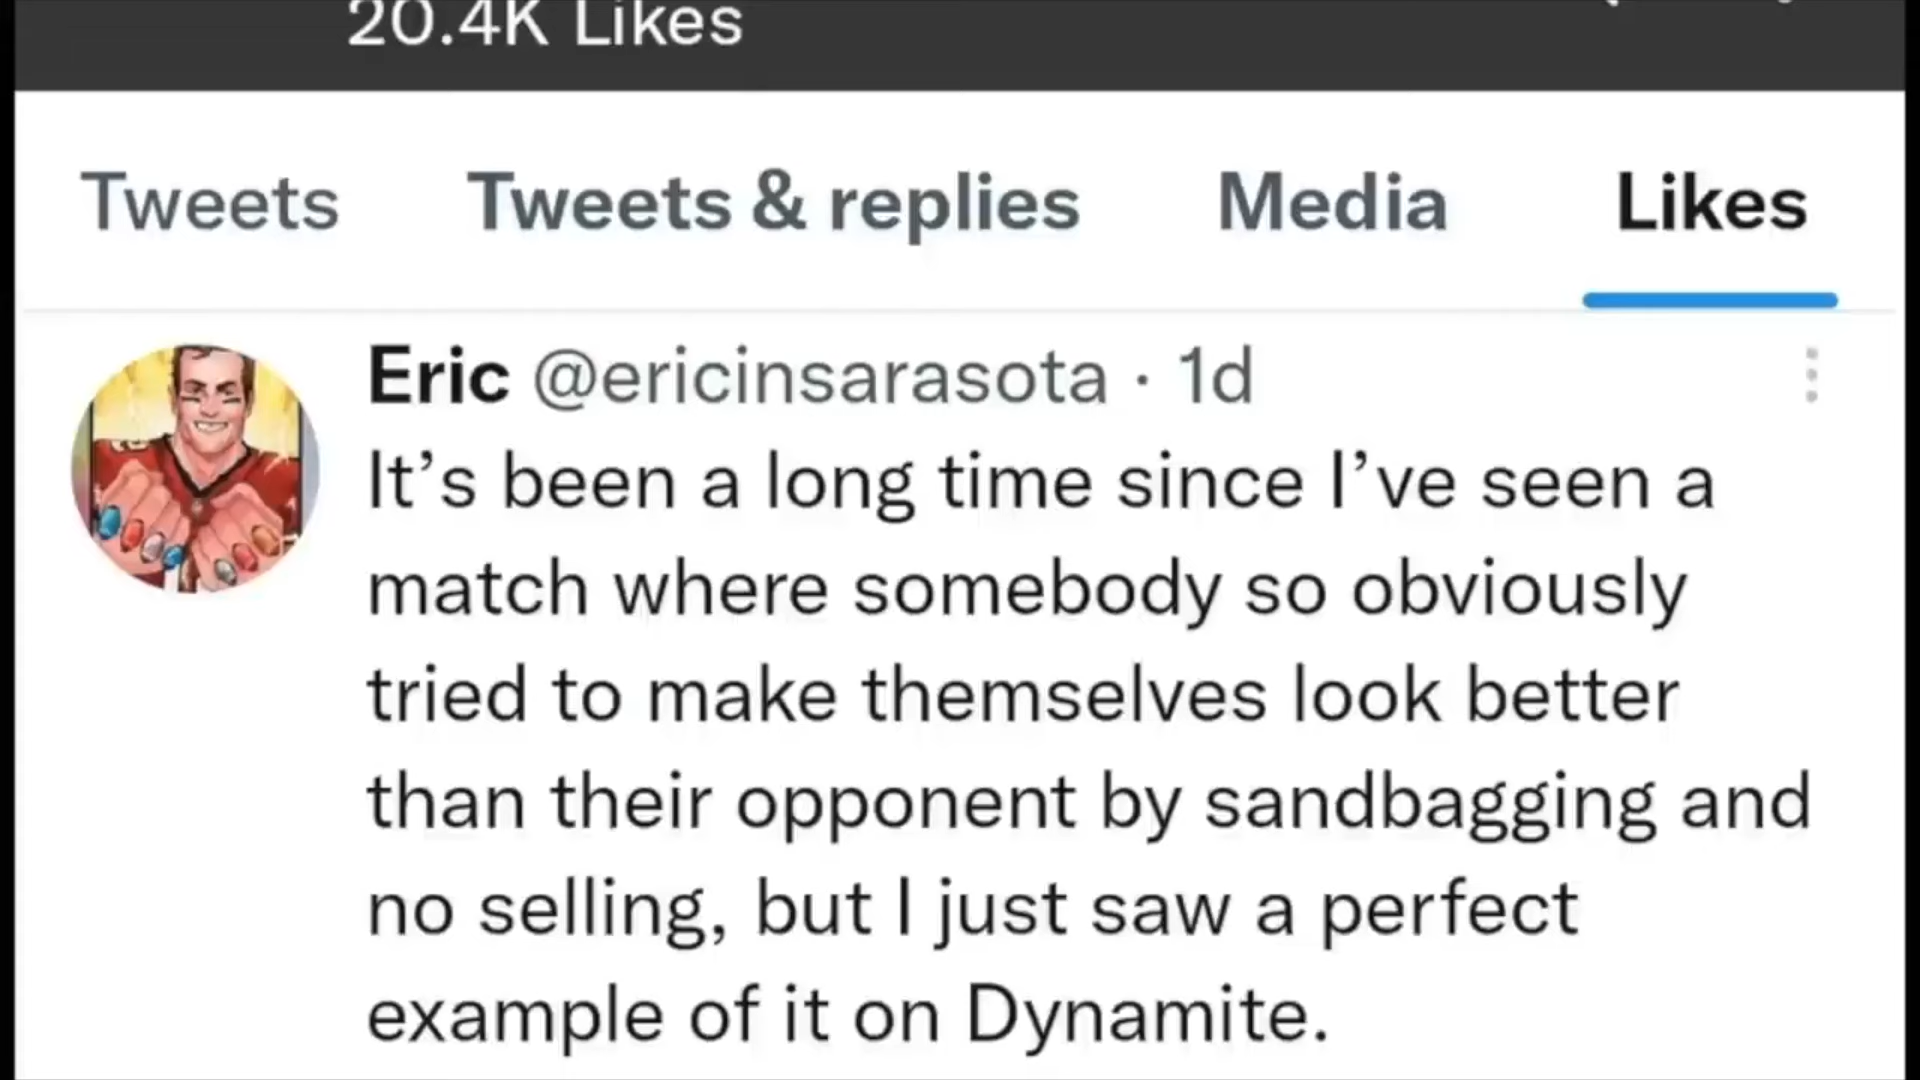 20.4K Likes
Tweets
Tweets & replies
Media
Likes
Eric @ericinsarasota · 1d
It’s been a long time since I’ve seen a
match where somebody so obviously
tried to make themselves look better
than their opponent by sandbagging and
no selling, but I just saw a perfect
example of it on Dynamite.